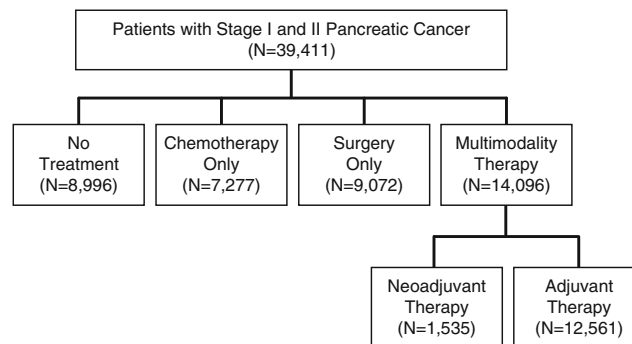 Patients with Stage I and II Pancreatic Cancer
(N=39,411)
No
Treatment
(N=8,996)
Chemotherapy
Only
(N=7,277)
Surgery
Only
(N=9,072)
Multimodality
Therapy
(N=14,096)
Neoadjuvant
Therapy
(N=1,535)
Adjuvant
Therapy
(N=12,561)